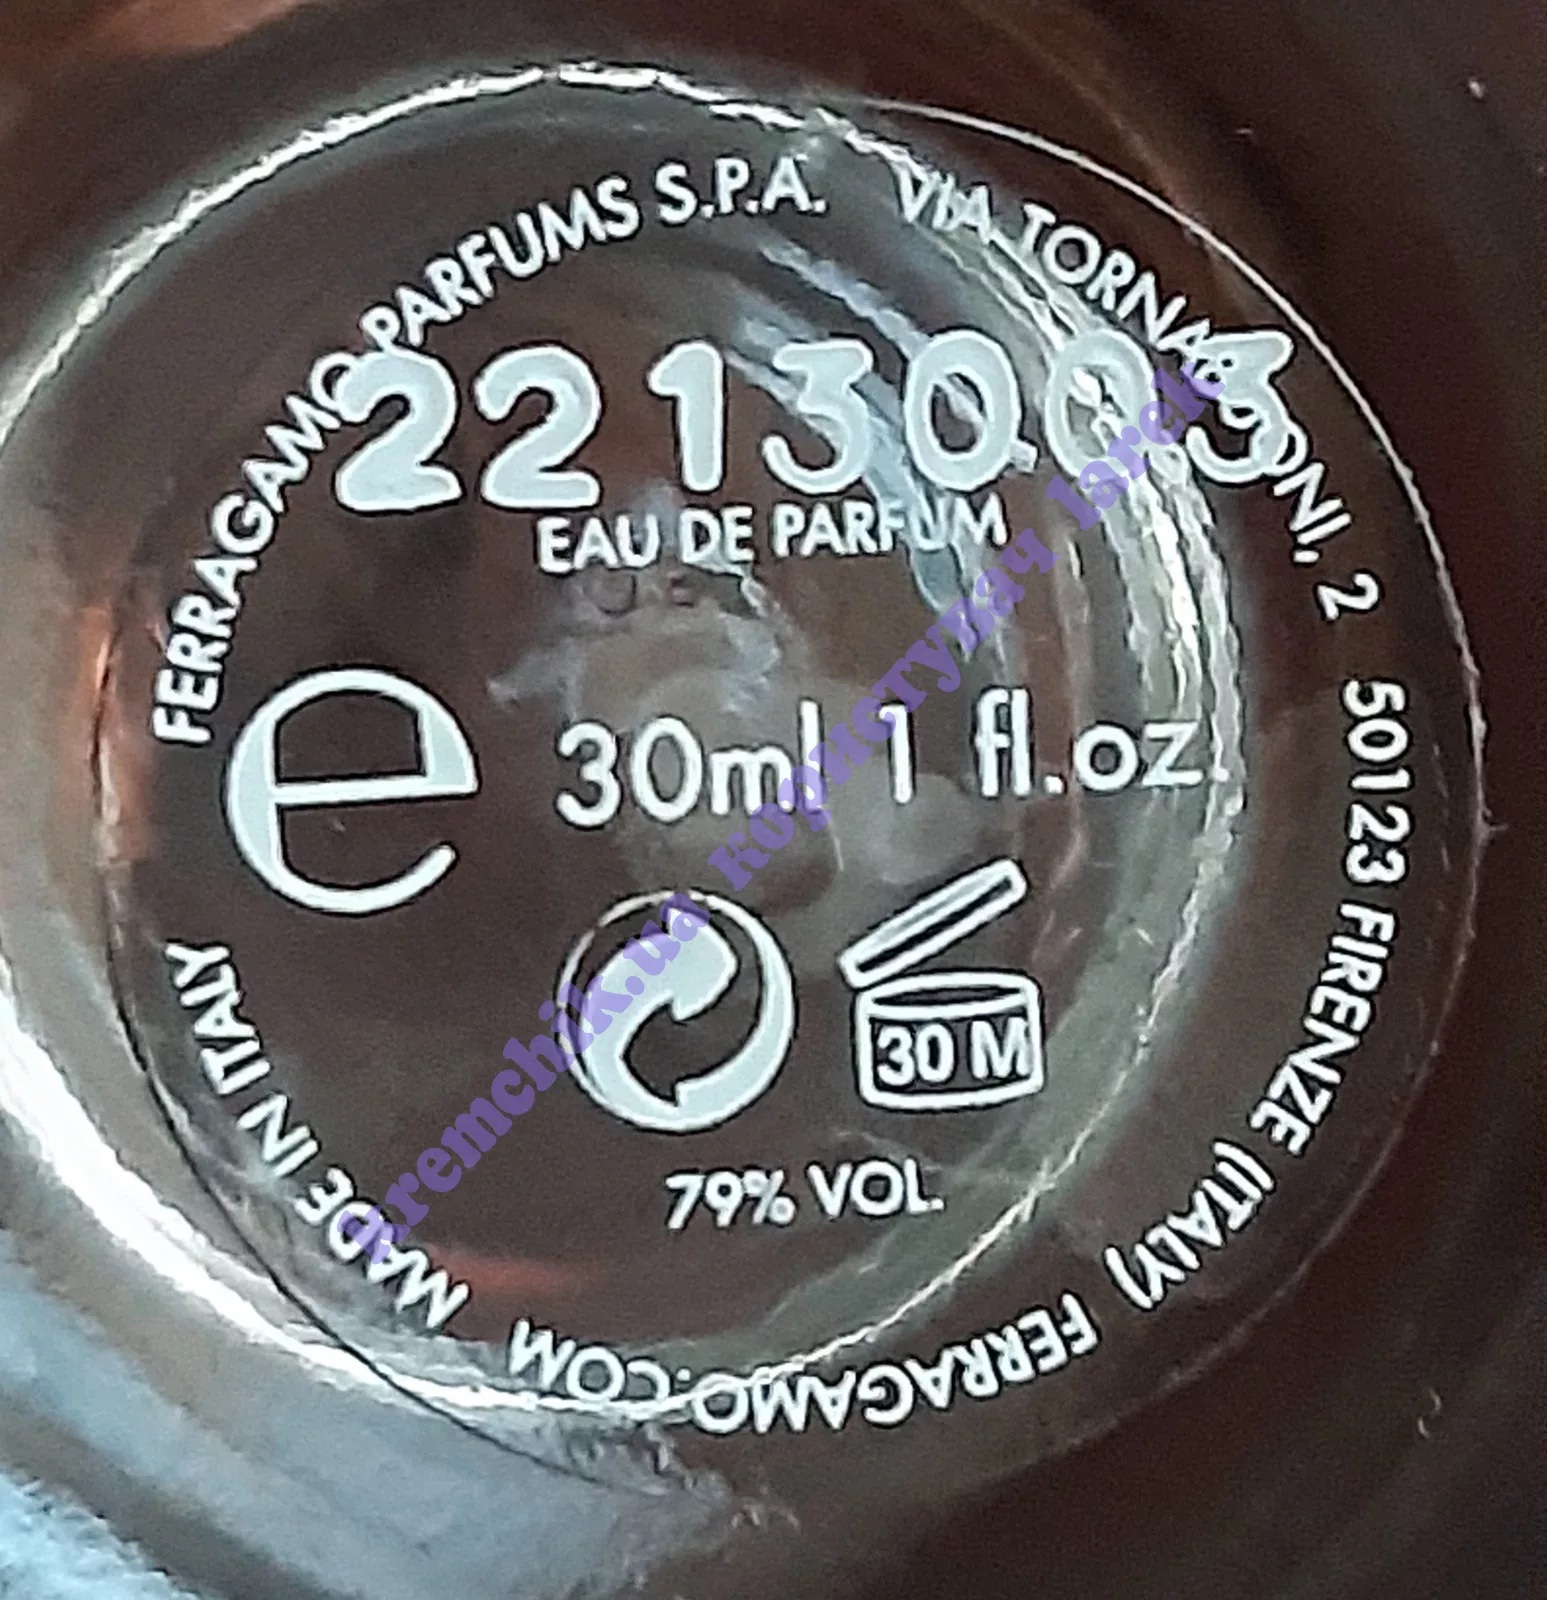 FERRAGAMO PARFUMS S.P.A. VIA TORNABUONI, 2 50123 FIRENZE (ITALY) FERRAGAMO.COM MADE IN ITALY
2213003
EAU DE PARFUM
e 30ml 1 fl.oz.
30 M
79% VOL.
kremchik.ua користувач larek